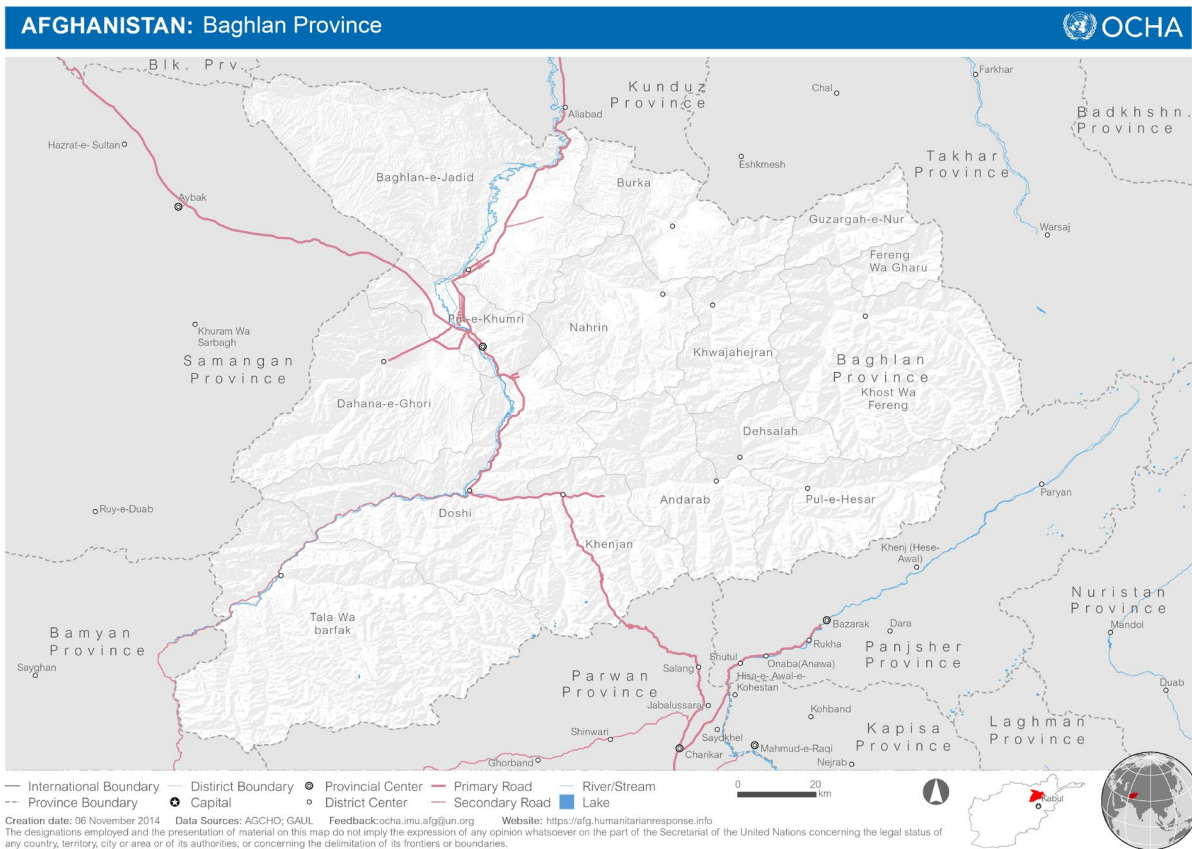 AFGHANISTAN: Baghlan Province
OCHA
Blk. Prv.
Farkhar
Kunduz
Province
Chal
Aliabad
Badkhshn.
Province
Hazrat-e- Sultan
Takhar
Province
Eshkmesh
Baghlan-e-Jadid
Burka
Aybak
Guzargah-e-Nur
Warsaj
Fereng
Wa Gharu
Pul-e-Khumri
Nahrin
Khuram Wa
Sarbagh
Samangan
Province
Khwajahejran
Baghlan
Province
Khost Wa
Fereng
Dahana-e-Ghori
Dehsalah
Andarab
Pul-e-Hesar
Paryan
Ruy-e-Duab
Doshi
Khenjan
Khenj (Hese-
Awal)
Nuristan
Province
Tala Wa
barfak
Bazarak
Dara
Mandol
Bamyan
Province
Rukha
Panjsher
Province
Bhutul
Onaba(Anawa)
Sayghan
Salang
Hisa-e- Awal-e-
Kohestan
Parwan
Province
Duab
Jabalussaraj
Kohband
Kapisa
Province
Laghman
Province
Shinwari
Saydkhel
Charikar
Mahmud-e-Raqi
Ghorband
Nejrab
International Boundary
District Boundary
Provincial Center
Primary Road
River/Stream
Province Boundary
Capital
District Center
Secondary Road
Lake
0
20
km
Kabul
Creation date: 06 November 2014 Data Sources: AGCHO; GAUL Feedback:ocha.imu.afg@un.org Website: https://afg.humanitarianresponse.info
The designations employed and the presentation of material on this map do not imply the expression of any opinion whatsoever on the part of the Secretariat of the United Nations concerning the legal status of
any country, territory, city or area or of its authorities, or concerning the delimitation of its frontiers or boundaries.